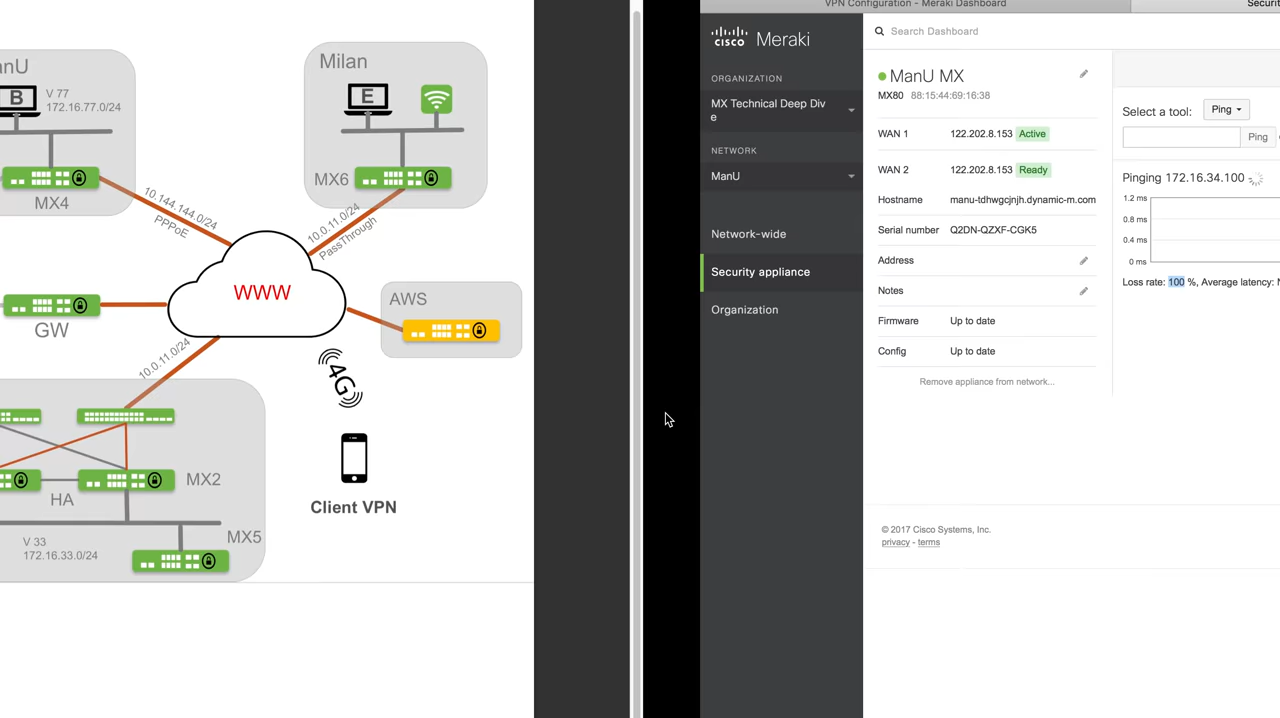 anU
B
V 77
172.16.77.0/24
MX4
10.144.144.0/24
PPPoE
Milan
E
MX6
10.0.11.0/24
PassThrough
WWW
GW
AWS
10.0.11.0/24
4G
Client VPN
MX2
HA
MX5
V 33
172.16.33.0/24
VPN Configuration - Meraki Dashboard
Securit
cisco Meraki
ORGANIZATION
MX Technical Deep Div
e
NETWORK
ManU
Network-wide
Security appliance
Organization
Search Dashboard
ManU MX
MX80 88:15:44:69:16:38
WAN 1 122.202.8.153 Active
WAN 2 122.202.8.153 Ready
Hostname manu-tdhwgcjnjh.dynamic-m.com
Serial number Q2DN-QZXF-CGK5
Address
Notes
Firmware Up to date
Config Up to date
Remove appliance from network...
Select a tool: Ping
Ping
Pinging 172.16.34.100
1.2 ms
0.8 ms
0.4 ms
0 ms
Loss rate: 100 %, Average latency: N
© 2017 Cisco Systems, Inc.
privacy - terms